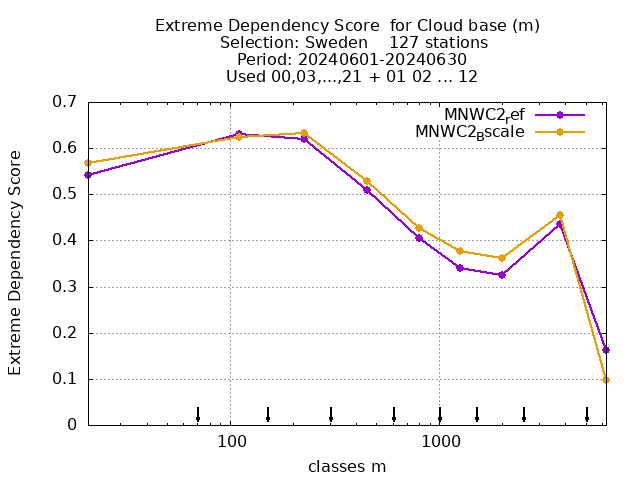 Extreme Dependency Score  for Cloud base (m)
Selection: Sweden    127 stations
Period: 20240601-20240630
Used 00,03,...,21 + 01 02 ... 12
MNWC2ref
MNWC2Bscale
Extreme Dependency Score
0.7
0.6
0.5
0.4
0.3
0.2
0.1
0
100
1000
classes m